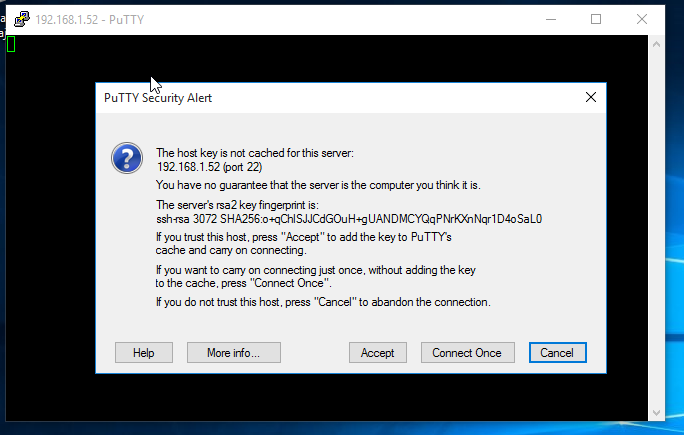 192.168.1.52 - PuTTY
PuTTY Security Alert
The host key is not cached for this server:
192.168.1.52 (port 22)
You have no guarantee that the server is the computer you think it is.
The server's rsa2 key fingerprint is:
ssh-rsa 3072 SHA256:o+qChlSJJCdGOuH+gUANDMCYQqPNrKXnNqr1D4oSaL0
If you trust this host, press "Accept" to add the key to PuTTY's
cache and carry on connecting.
If you want to carry on connecting just once, without adding the key
to the cache, press "Connect Once".
If you do not trust this host, press "Cancel" to abandon the connection.
Help
More info...
Accept
Connect Once
Cancel